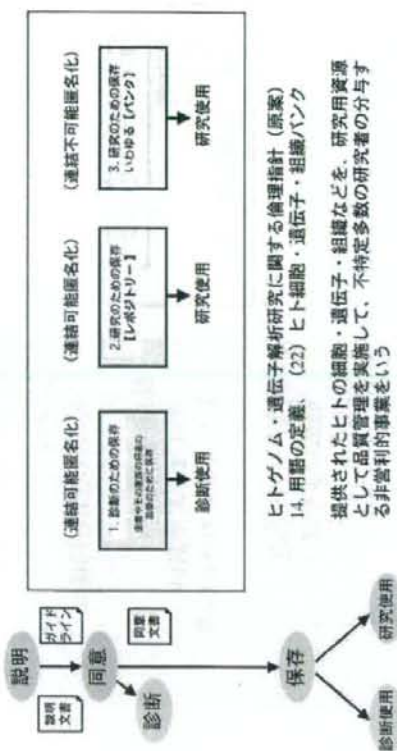 説明
説明
文書
ガイド
ライン
同意
同意
文書
診断
保存
診断使用
研究使用
(連結可能匿名化)
1. 診断のための保存
診断使用
(連結可能匿名化)
2.研究のための保存
【レポジトリー】
研究使用
(連結不可能匿名化)
3. 研究のための保存
いわゆる【バンク】
研究使用
ヒトゲノム・遺伝子解析研究に関する倫理指針（原案）
14. 用語の定義、 (22) ヒト細胞・遺伝子・組織バンク
提供されたヒトの細胞・遺伝子・組織などを、研究用資源
として品質管理を実施して、不特定多数の研究者の分与す
る非営利的事業をいう